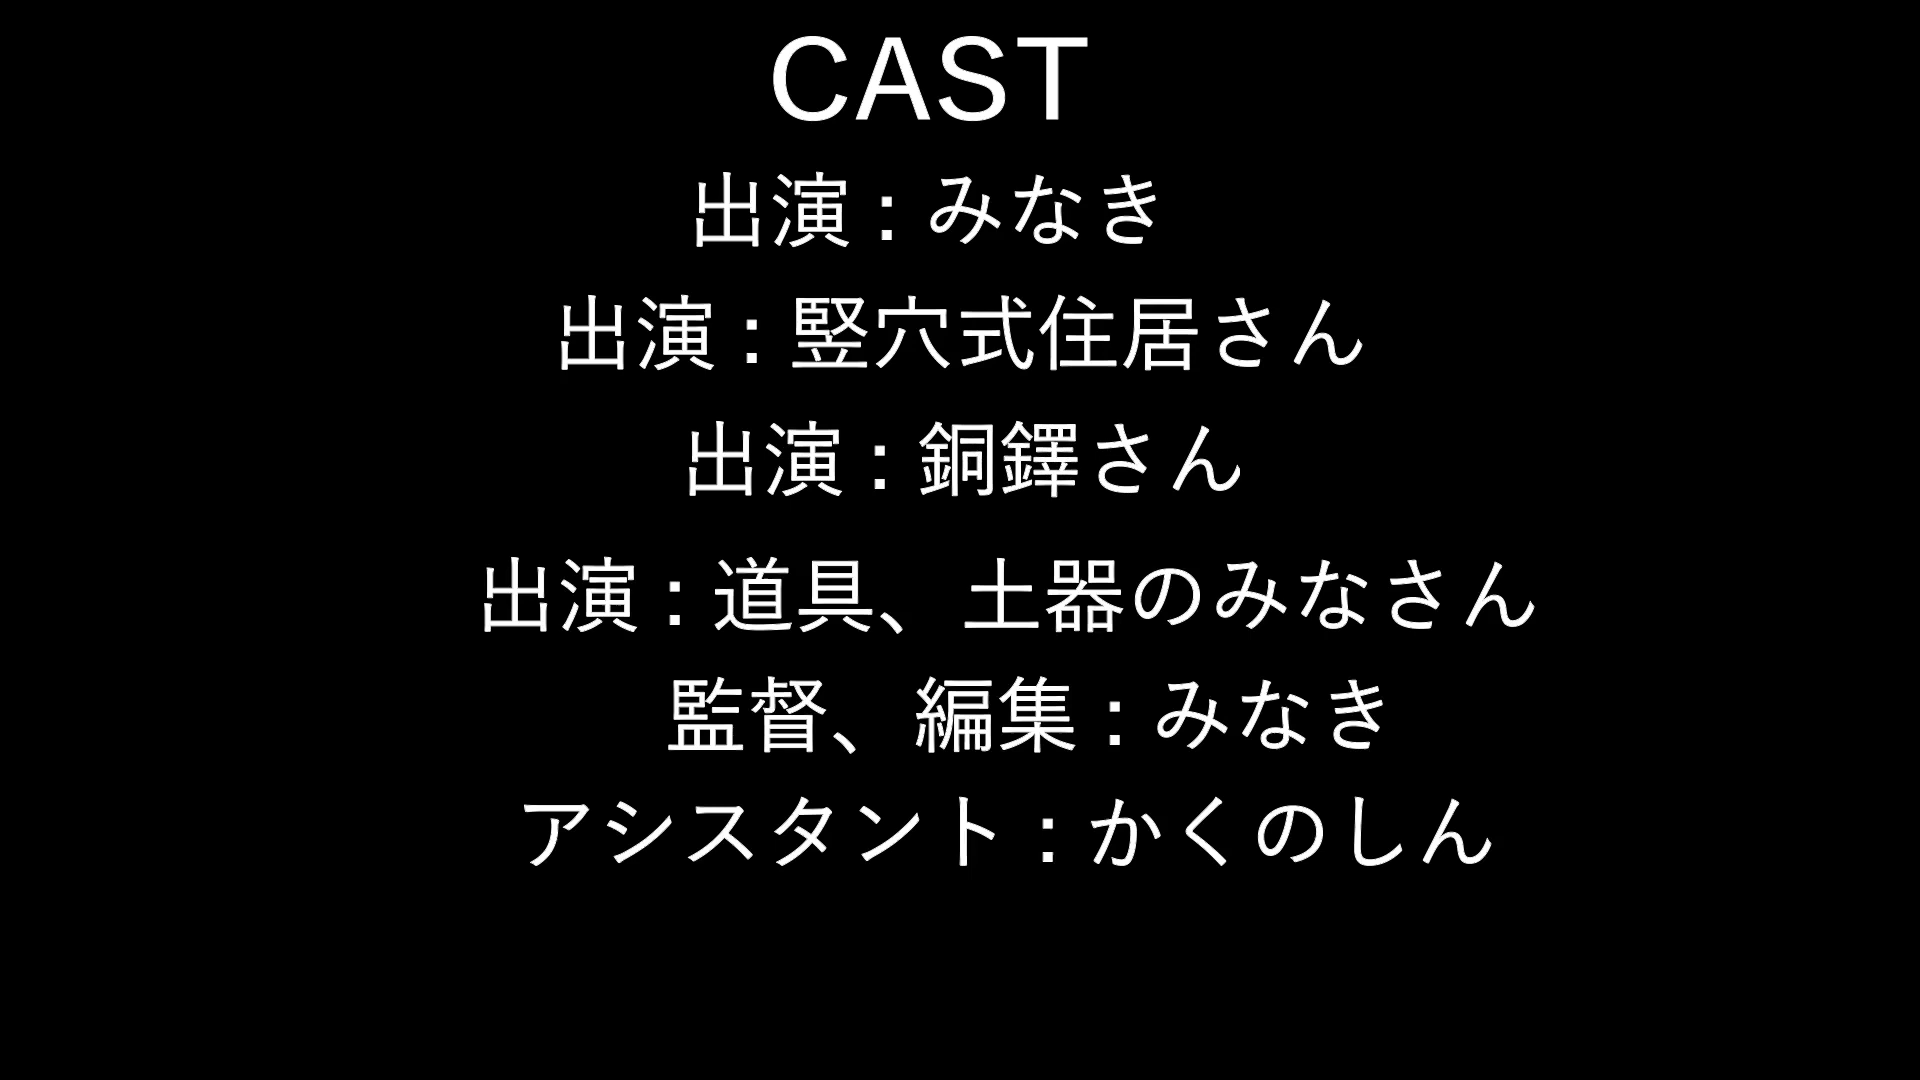 CAST
出演：みなき
出演：竪穴式住居さん
出演：銅鐸さん
出演：道具、土器のみなさん
監督、編集：みなき
アシスタント：かくのしん